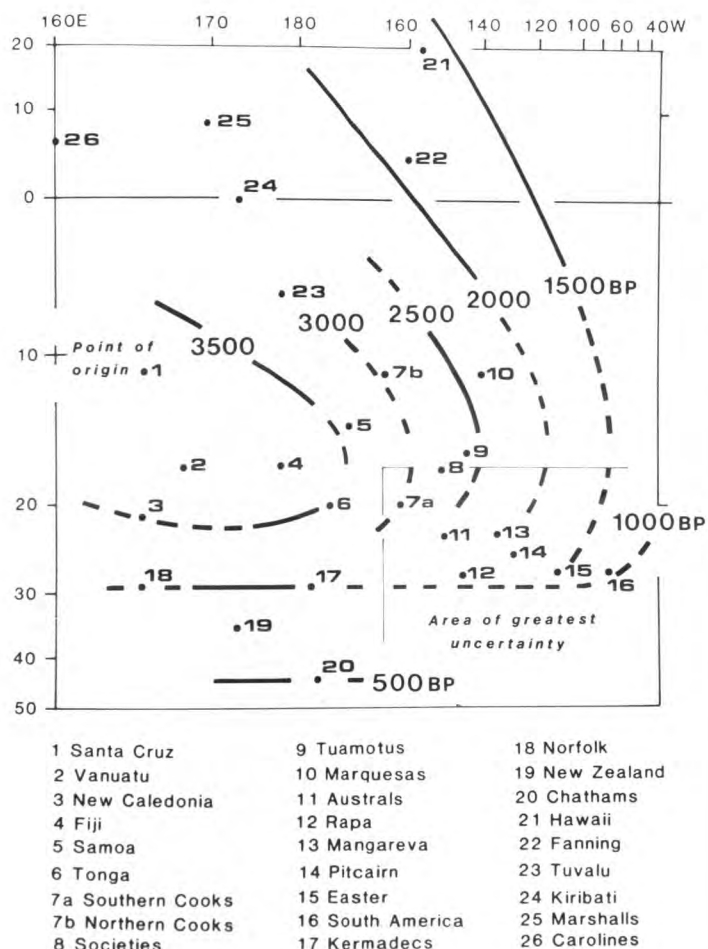 160E 170 180 160 140 120 100 60 40W
20
21
10
25
26
22
24
0
1500 BP
23
2000
3000
2500
3500
10
Point of
origin 1
7b
10
5
9
2
4
8
20
3
6
7a
1000 BP
13
11
14
18
17
12
15
16
30
Area of greatest
uncertainty
19
40
20
500 BP
50
1 Santa Cruz
2 Vanuatu
3 New Caledonia
4 Fiji
5 Samoa
6 Tonga
7a Southern Cooks
7b Northern Cooks
8 Societies
9 Tuamotus
10 Marquesas
11 Australs
12 Rapa
13 Mangareva
14 Pitcairn
15 Easter
16 South America
17 Kermadecs
18 Norfolk
19 New Zealand
20 Chathams
21 Hawaii
22 Fanning
23 Tuvalu
24 Kiribati
25 Marshalls
26 Carolines